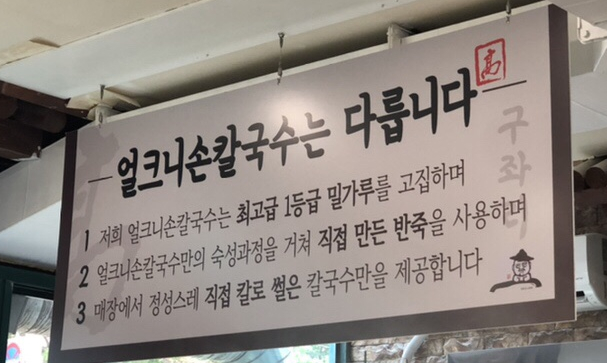 얼크니손칼국수는 다릅니다
高
1 저희 얼크니손칼국수는 최고급 1등급 밀가루를 고집하며
2 얼크니손칼국수만의 숙성과정을 거쳐 직접 만든 반죽을 사용하며
3 매장에서 정성스레 직접 칼로 썰은 칼국수만을 제공합니다